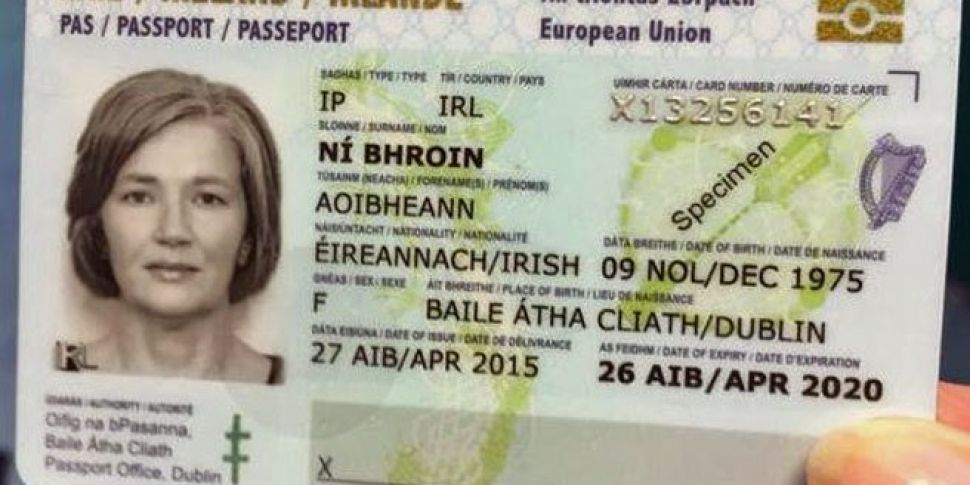 PAS / PASSPORT / PASSEPORT
European Union
SAGHAS / TYPE / TYPE TÍR / COUNTRY / PAYS
UIMHIR CÁRTA / CARD NUMBER / NUMÉRO DE CARTE
IP IRL
X13256141
SLOINNE / SURNAME / NOM
NÍ BHROIN
Specimen
TÚSAINM (NEACHA) / FORENAME(S) / PRÉNOM(S)
AOIBHEANN
NÁISIÚNTACHT / NATIONALITY / NATIONALITÉ
DÁTA BREITHE / DATE OF BIRTH / DATE DE NAISSANCE
ÉIREANNACH/IRISH 09 NOL/DEC 1975
GNÉAS / SEX / SEXE ÁIT BHREITHE / PLACE OF BIRTH / LIEU DE NAISSANCE
F BAILE ÁTHA CLIATH/DUBLIN
DÁTA EISIÚNA / DATE OF ISSUE / DATE DE DÉLIVRANCE
AS FEIDHM / DATE OF EXPIRY / DATE D'EXPIRATION
27 AIB/APR 2015 26 AIB/APR 2020
IRL
ÚDARÁS / AUTHORITY / AUTORITÉ
Oifig na bPasanna,
Baile Átha Cliath
Passport Office, Dublin
X